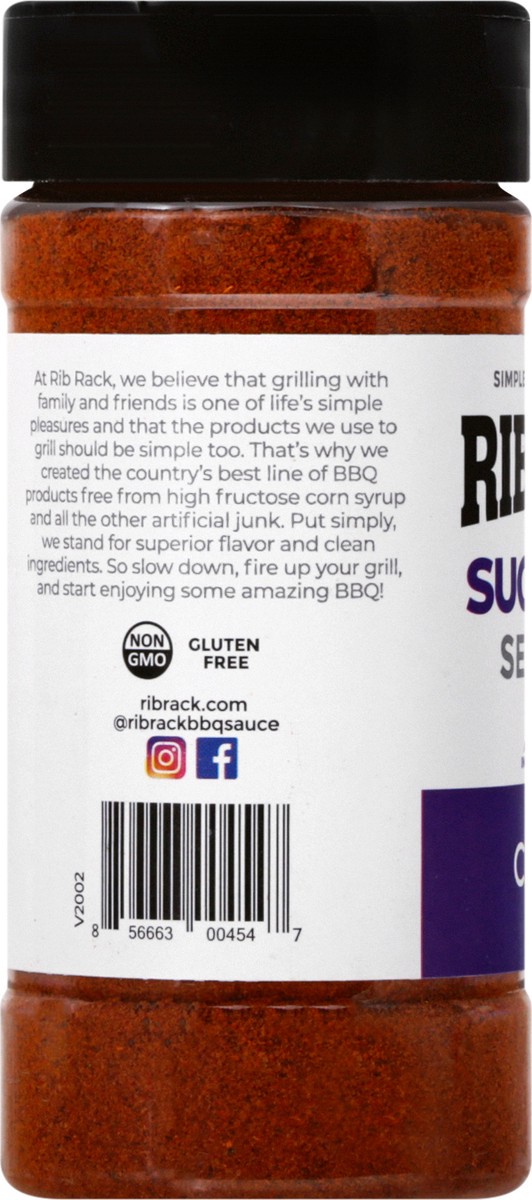 At Rib Rack, we believe that grilling with
family and friends is one of life's simple
pleasures and that the products we use to
grill should be simple too. That's why we
created the country's best line of BBQ
products free from high fructose corn syrup
and all the other artificial junk. Put simply,
we stand for superior flavor and clean
ingredients. So slow down, fire up your grill,
and start enjoying some amazing BBQ!
NON
GMO
GLUTEN
FREE
ribrack.com
@ribrackbbqsauce
V2002
8 56663 00454 7
SIMPLE
RIB
SUG
SE